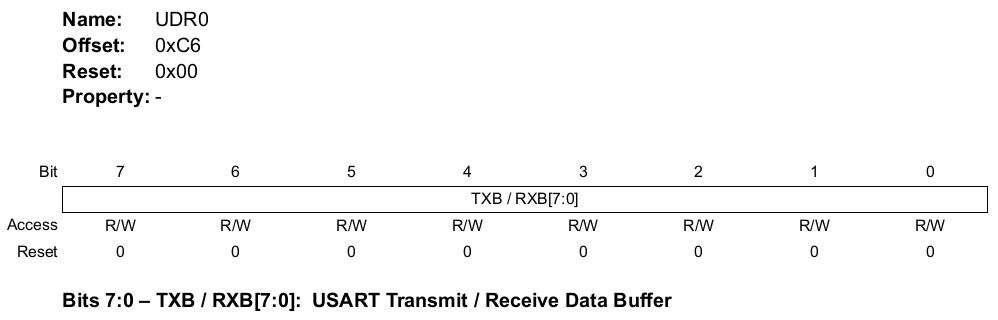 Name: UDR0
Offset: 0xC6
Reset: 0x00
Property: -
Bit 7 6 5 4 3 2 1 0
TXB / RXB[7:0]
Access R/W R/W R/W R/W R/W R/W R/W R/W
Reset 0 0 0 0 0 0 0 0
Bits 7:0 – TXB / RXB[7:0]: USART Transmit / Receive Data Buffer